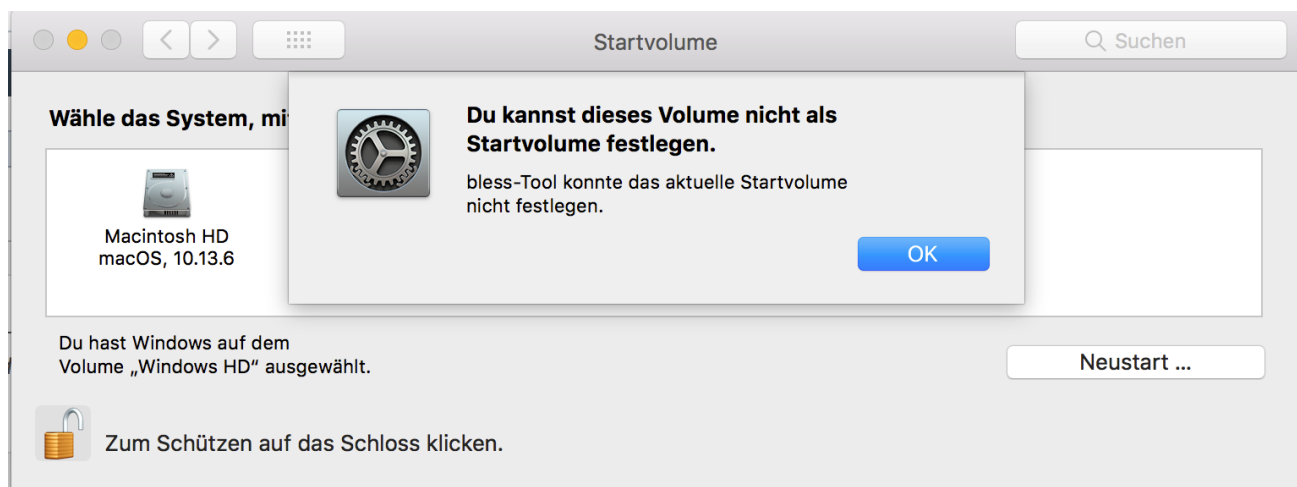 Startvolume
Suchen
Wähle das System, mi
Du kannst dieses Volume nicht als
Startvolume festlegen.
bless-Tool konnte das aktuelle Startvolume
nicht festlegen.
OK
Macintosh HD
macOS, 10.13.6
Du hast Windows auf dem
Volume „Windows HD“ ausgewählt.
Neustart ...
Zum Schützen auf das Schloss klicken.